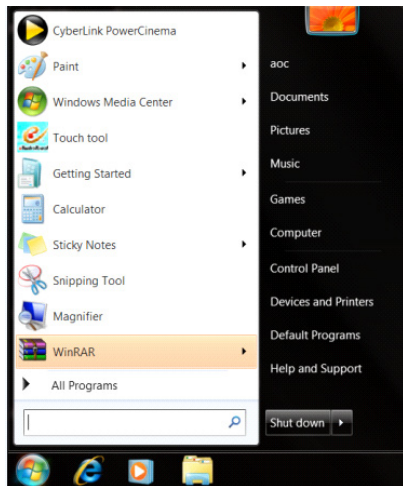 CyberLink PowerCinema
Paint
Windows Media Center
Touch tool
Getting Started
Calculator
Sticky Notes
Snipping Tool
Magnifier
WinRAR
All Programs
aoc
Documents
Pictures
Music
Games
Computer
Control Panel
Devices and Printers
Default Programs
Help and Support
Shut down